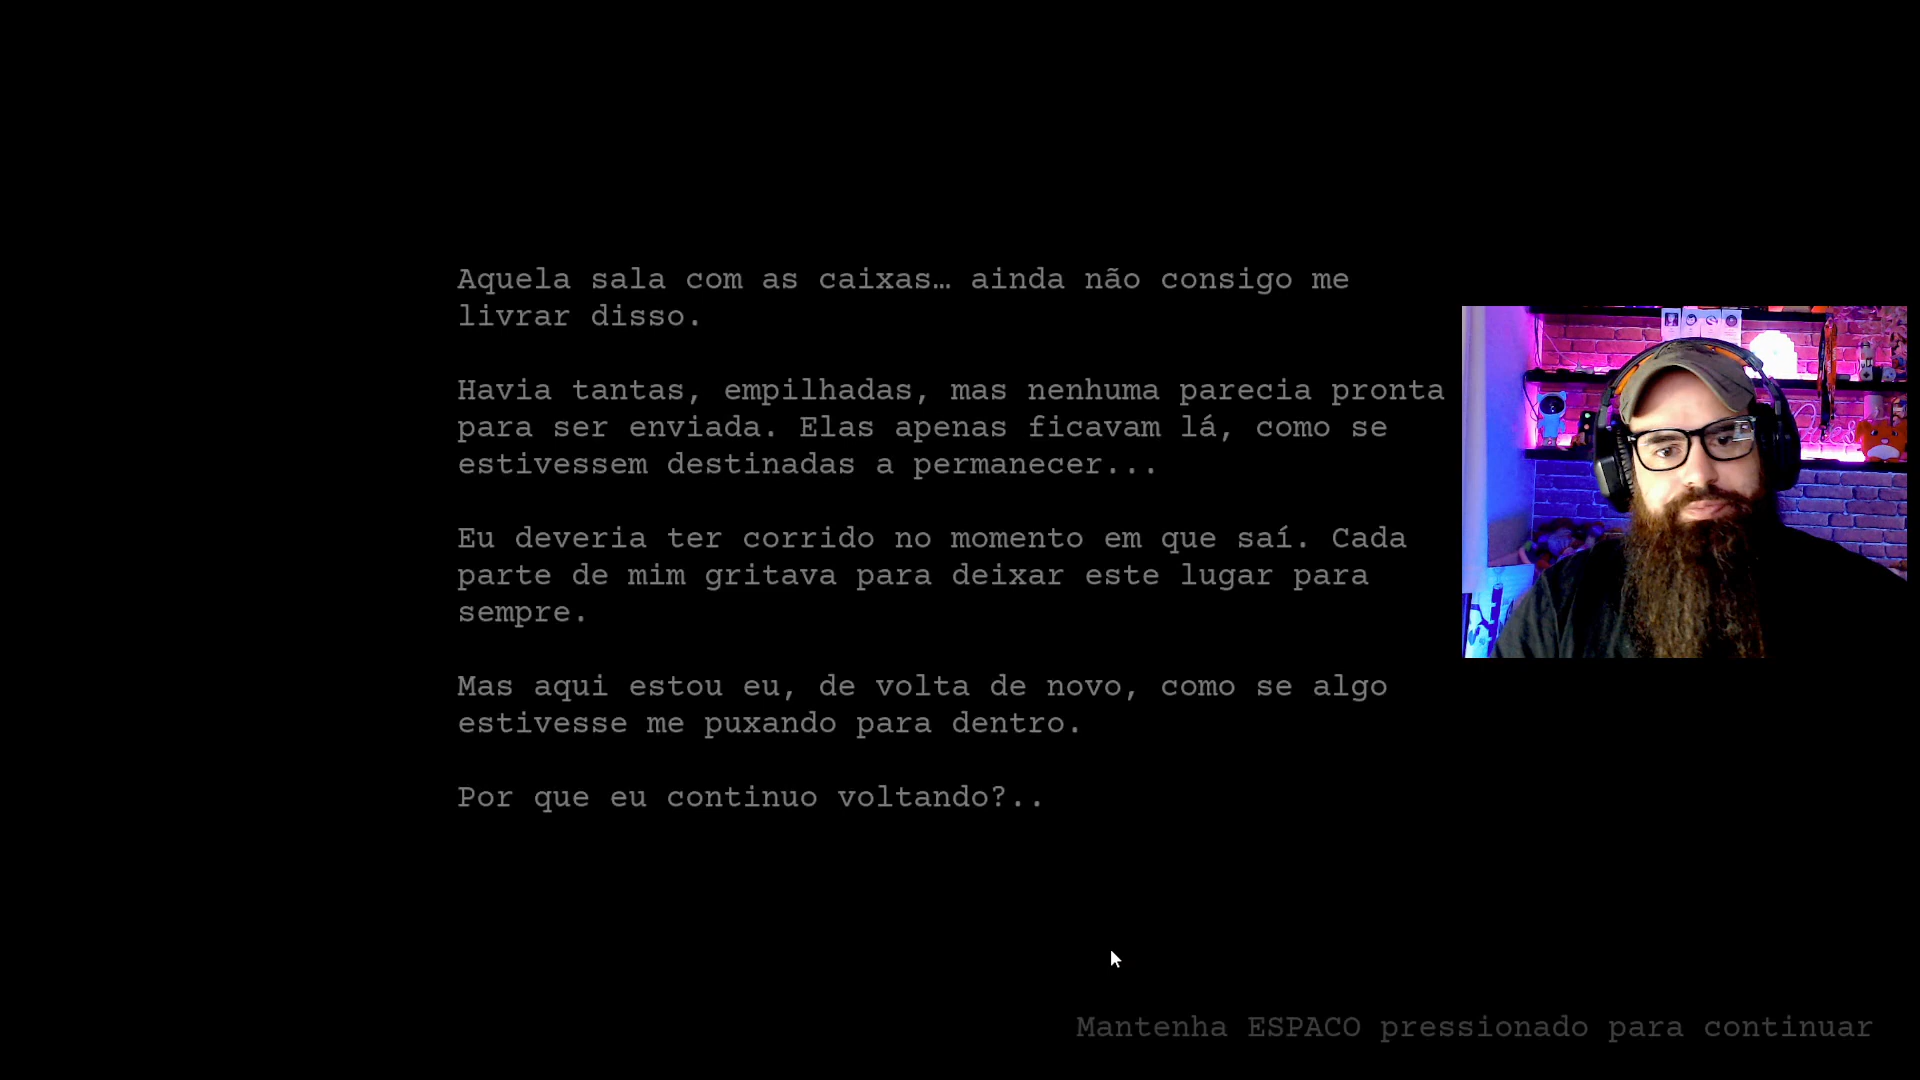 Aquela sala com as caixas… ainda não consigo me
livrar disso.
Havia tantas, empilhadas, mas nenhuma parecia pronta
para ser enviada. Elas apenas ficavam lá, como se
estivessem destinadas a permanecer...
Eu deveria ter corrido no momento em que saí. Cada
parte de mim gritava para deixar este lugar para
sempre.
Mas aqui estou eu, de volta de novo, como se algo
estivesse me puxando para dentro.
Por que eu continuo voltando?..
Mantenha ESPACO pressionado para continuar